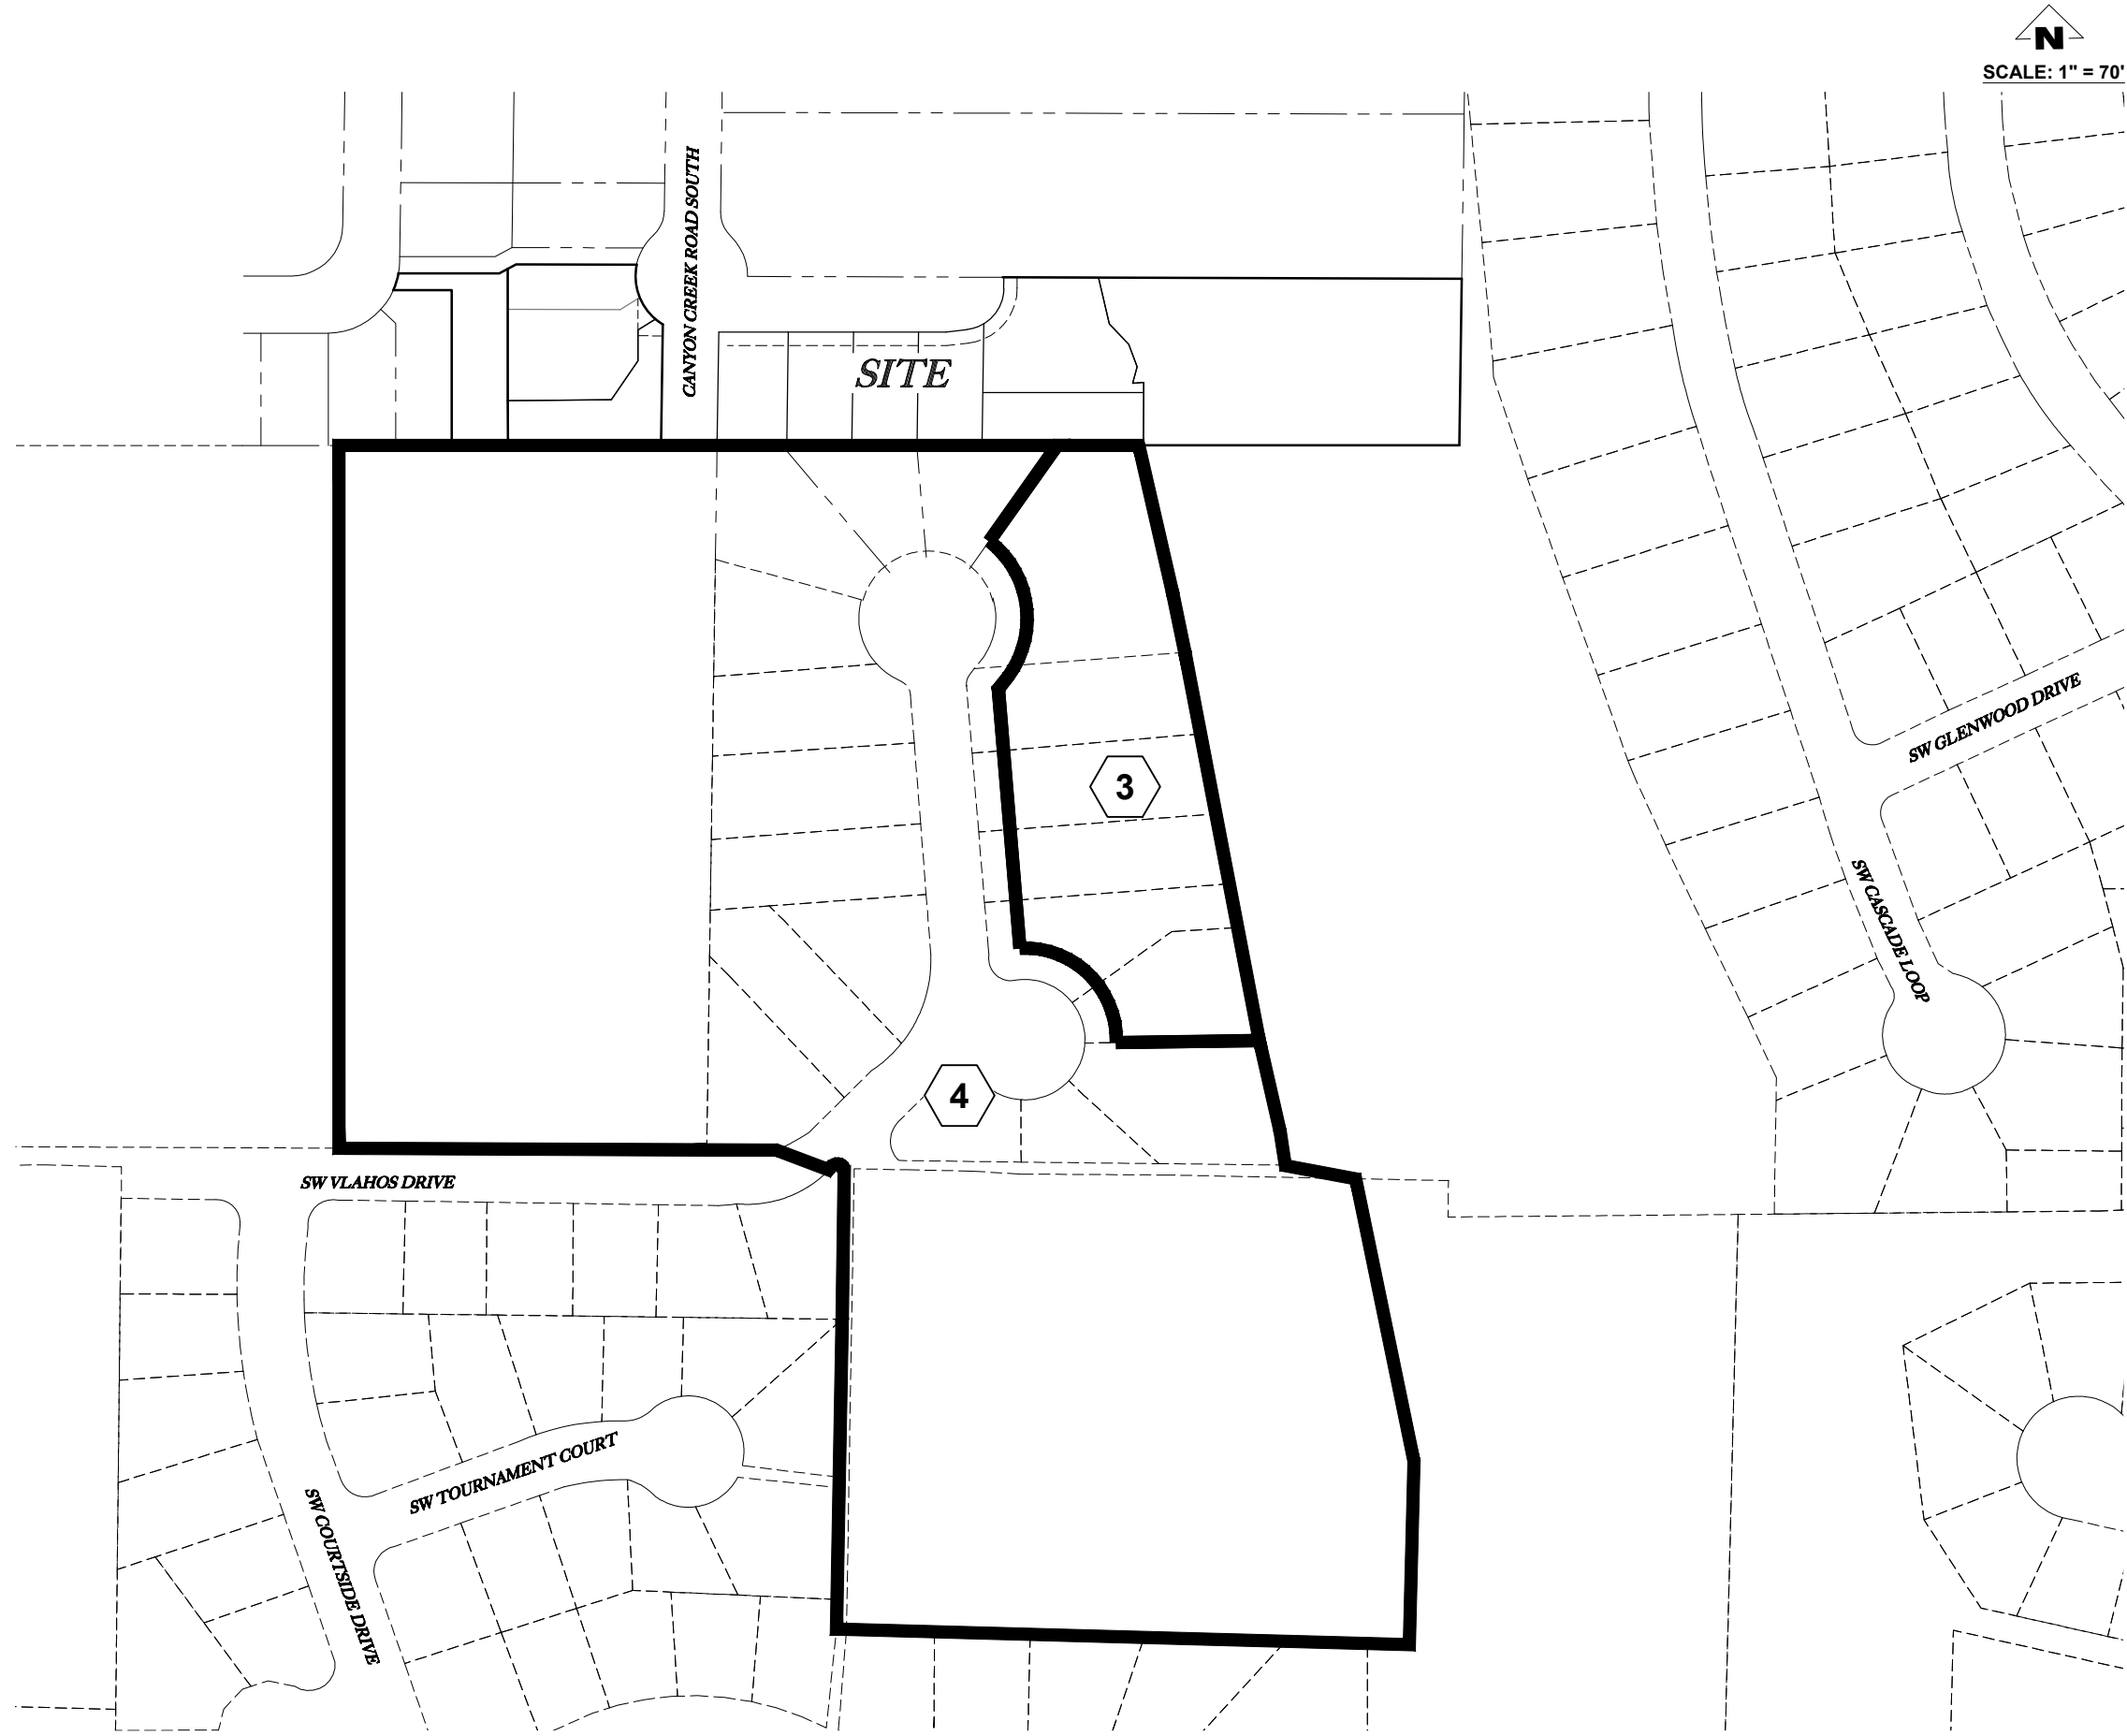 N
SCALE: 1" = 70'
CANYON CREEK ROAD SOUTH
SITE
SW GLENWOOD DRIVE
3
SW CASCADE LOOP
4
SW VLAHOS DRIVE
SW TOURNAMENT COURT
SW COURTSIDE DRIVE